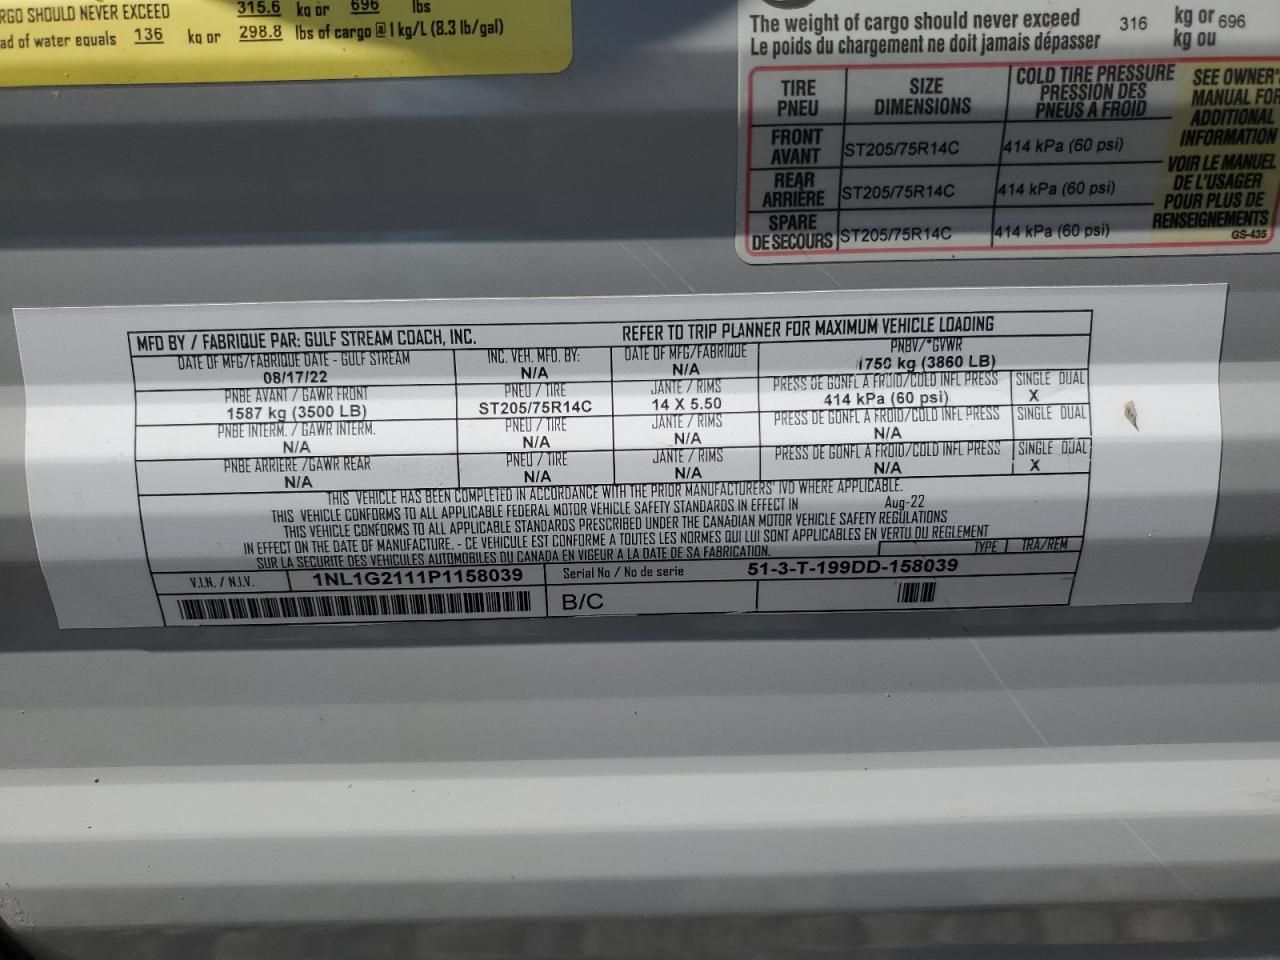 RGO SHOULD NEVER EXCEED 315.6 kg or 696 lbs
ad of water equals 136 kg or 298.8 lbs of cargo @ 1 kg/L (8.3 lb/gal)
The weight of cargo should never exceed 316 kg or 696
Le poids du chargement ne doit jamais dépasser kg ou
TIRE PNEU
SIZE DIMENSIONS
COLD TIRE PRESSURE
PRESSION DES
PNEUS A FROID
SEE OWNER'S
MANUAL FOR
ADDITIONAL
INFORMATION
VOIR LE MANUEL
DE L'USAGER
POUR PLUS DE
RENSEIGNEMENTS
GS-435
FRONT AVANT ST205/75R14C 414 kPa (60 psi)
REAR ARRIÈRE ST205/75R14C 414 kPa (60 psi)
SPARE DE SECOURS ST205/75R14C 414 kPa (60 psi)
MFD BY / FABRIQUE PAR: GULF STREAM COACH, INC. REFER TO TRIP PLANNER FOR MAXIMUM VEHICLE LOADING
DATE OF MFG/FABRIQUE DATE - GULF STREAM INC. VEH. MFD. BY: DATE OF MFG/FABRIQUE PNBV/*GVWR
08/17/22 N/A N/A 1750 kg (3860 LB)
PNBE AVANT / GAWR FRONT PNEU / TIRE JANTE / RIMS PRESS DE GONFL A FROID/COLD INFL PRESS SINGLE DUAL
1587 kg (3500 LB) ST205/75R14C 14 X 5.50 414 kPa (60 psi) X
PNBE INTERM. / GAWR INTERM. PNEU / TIRE JANTE / RIMS PRESS DE GONFL A FROID/COLD INFL PRESS SINGLE DUAL
N/A N/A N/A N/A
PNBE ARRIERE /GAWR REAR PNEU / TIRE JANTE / RIMS PRESS DE GONFL A FROID/COLD INFL PRESS SINGLE DUAL
N/A N/A N/A N/A X
THIS VEHICLE HAS BEEN COMPLETED IN ACCORDANCE WITH THE PRIOR MANUFACTURERS' IVD WHERE APPLICABLE.
THIS VEHICLE CONFORMS TO ALL APPLICABLE FEDERAL MOTOR VEHICLE SAFETY STANDARDS IN EFFECT IN Aug-22
THIS VEHICLE CONFORMS TO ALL APPLICABLE STANDARDS PRESCRIBED UNDER THE CANADIAN MOTOR VEHICLE SAFETY REGULATIONS
IN EFFECT ON THE DATE OF MANUFACTURE. - CE VEHICULE EST CONFORME A TOUTES LES NORMES QUI LUI SONT APPLICABLES EN VERTU DU REGLEMENT
SUR LA SECURITE DES VEHICULES AUTOMOBILES DU CANADA EN VIGEUR A LA DATE DE SA FABRICATION. TYPE TRA/REM
V.I.N. / N.I.V. 1NL1G2111P1158039 Serial No / No de serie 51-3-T-199DD-158039
B/C